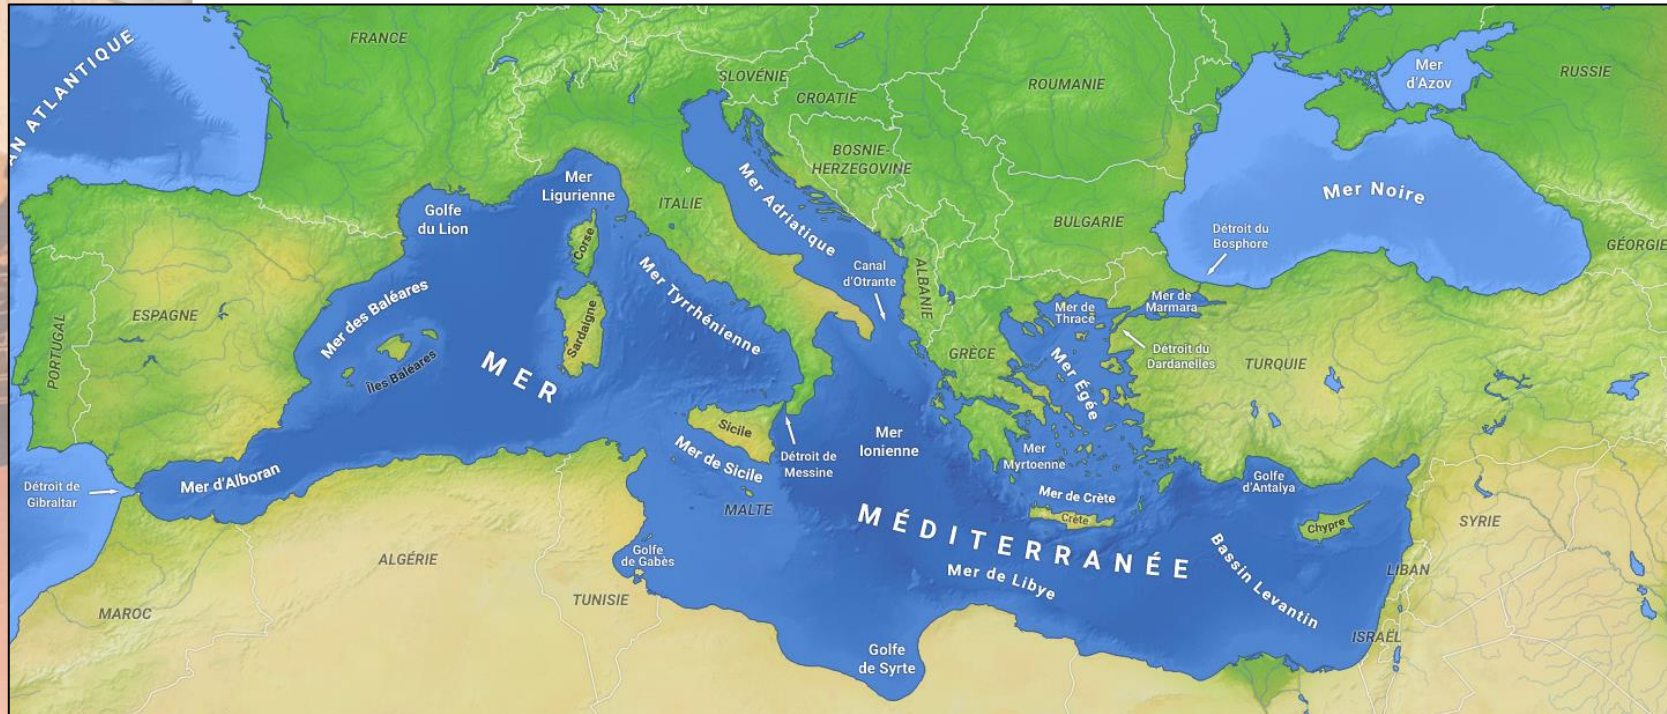 AN ATLANTIQUE
FRANCE
SLOVÉNIE
CROATIE
ROUMANIE
Mer
d'Azov
RUSSIE
BOSNIE-
HERZEGOVINE
Mer
Ligurienne
Golfe
du Lion
ITALIE
Mer Adriatique
Mer Noire
BULGARIE
Détroit du
Bosphore
GÉORGIE
Corse
Canal
d'Otrante
ALBANIE
Mer Tyrrhénienne
Mer des Baléares
ESPAGNE
PORTUGAL
Sardaigne
Îles Baléares
Mer de
Thrace
Mer de
Marmara
GRÈCE
Mer Égée
Détroit du
Dardanelles
TURQUIE
MER
Sicile
Mer de Sicile
Détroit de
Messine
Mer
Ionienne
Mer
Myrtoenne
Mer de Crète
Crète
Golfe
d'Antalya
Mer d'Alboran
Détroit de
Gibraltar
MALTE
MÉDITERRANÉE
Chypre
SYRIE
ALGÉRIE
Golfe
de Gabès
Mer de Libye
Bassin Levantin
LIBAN
MAROC
TUNISIE
ISRAËL
Golfe
de Syrte